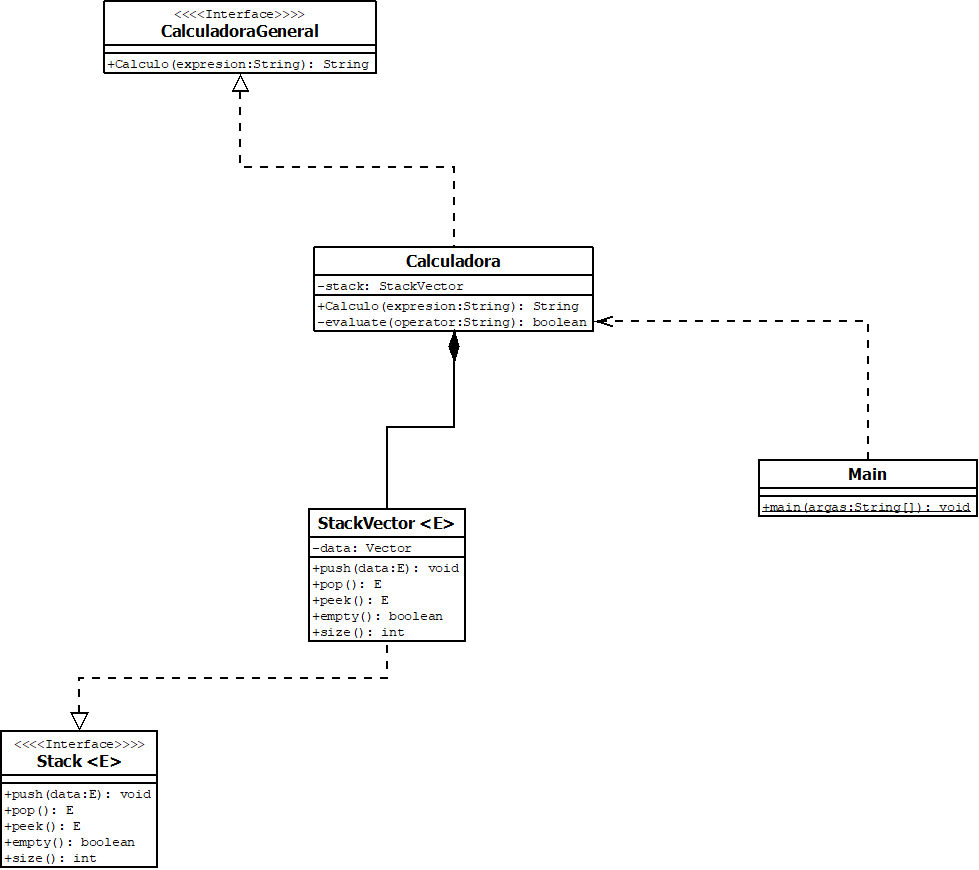 <<<<Interface>>>>
CalculadoraGeneral
+Calculo(expresion:String): String
Calculadora
-stack: StackVector
+Calculo(expresion:String): String
-evaluate(operator:String): boolean
Main
+main(argas:String[]): void
StackVector <E>
-data: Vector
+push(data:E): void
+pop(): E
+peek(): E
+empty(): boolean
+size(): int
<<<<Interface>>>>
Stack <E>
+push(data:E): void
+pop(): E
+peek(): E
+empty(): boolean
+size(): int